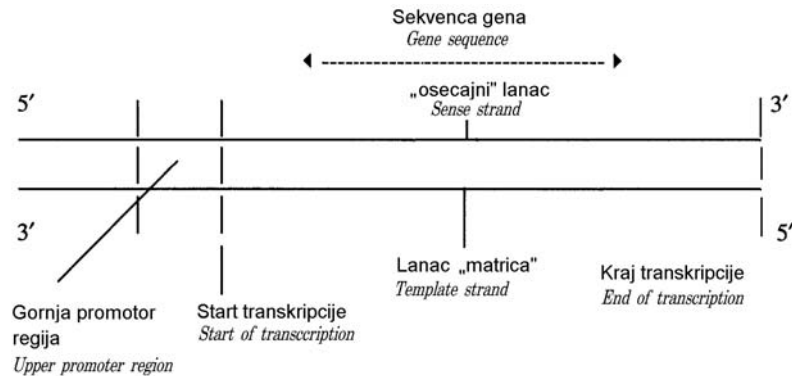 Sekvenca gena
Gene sequence
„osecajni" lanac
Sense strand
5′
3′
3′
5′
Lanac „matrica"
Template strand
Kraj transkripcije
End of transcription
Gornja promotor
regija
Upper promoter region
Start transkripcije
Start of transccription